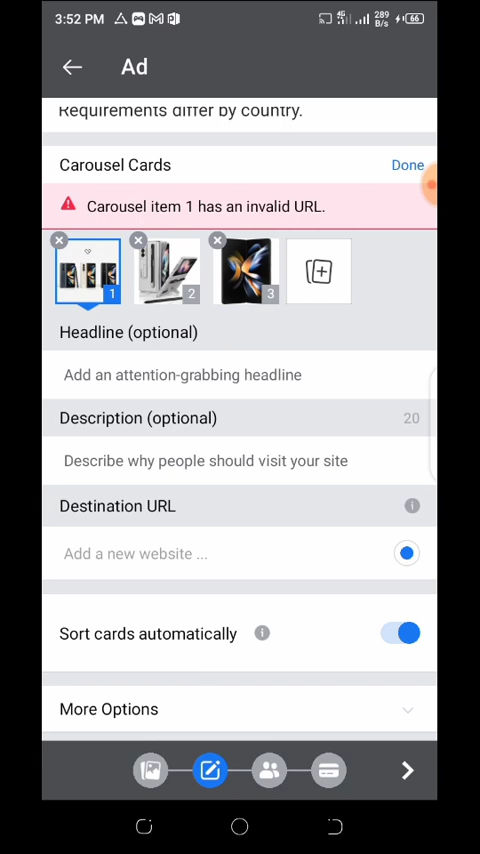 3:52 PM
4G
289
B/s
66
Ad
Requirements differ by country.
Carousel Cards
Done
Carousel item 1 has an invalid URL.
1
2
3
Headline (optional)
Add an attention-grabbing headline
Description (optional)
20
Describe why people should visit your site
Destination URL
Add a new website ...
Sort cards automatically
More Options